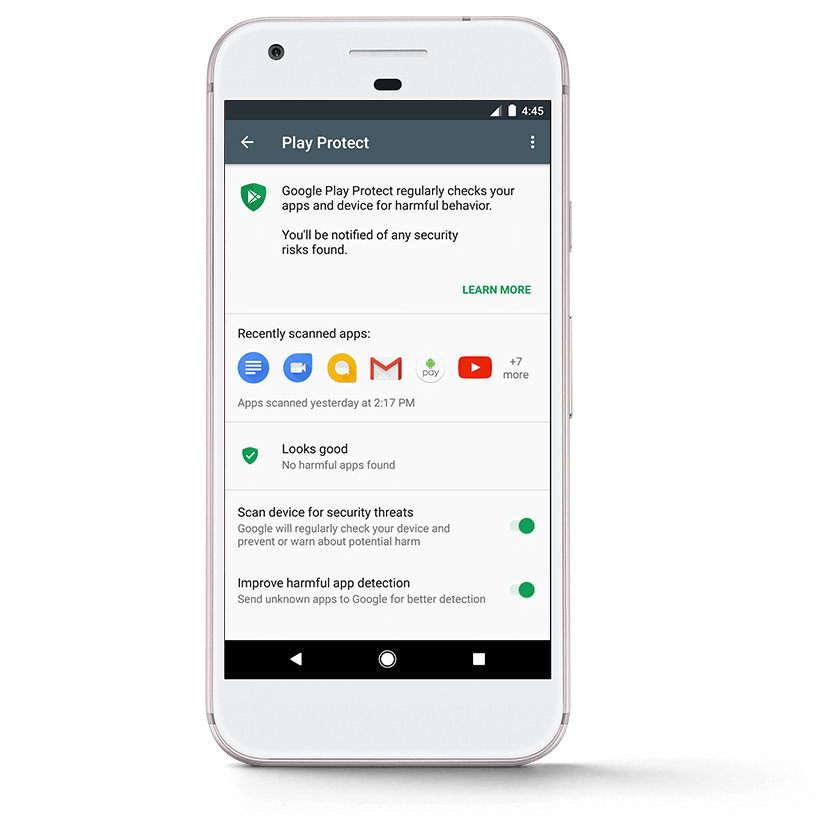 4:45
Play Protect
Google Play Protect regularly checks your
apps and device for harmful behavior.
You'll be notified of any security
risks found.
LEARN MORE
Recently scanned apps:
pay
+7
more
Apps scanned yesterday at 2:17 PM
Looks good
No harmful apps found
Scan device for security threats
Google will regularly check your device and
prevent or warn about potential harm
Improve harmful app detection
Send unknown apps to Google for better detection